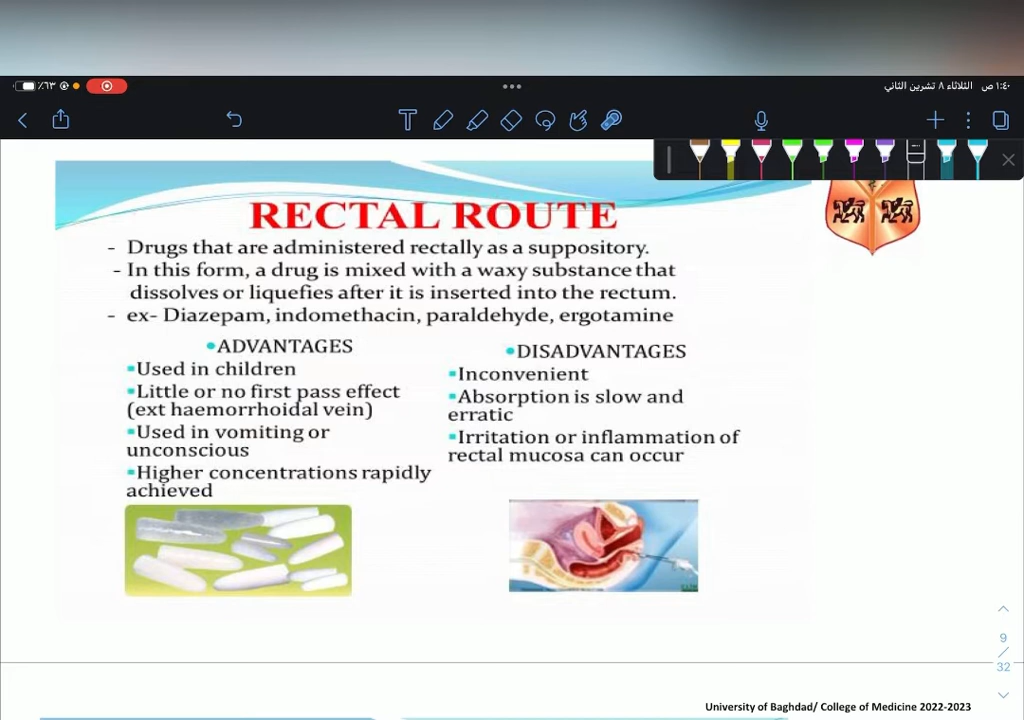 ٪٦٣
١:٤٠ ص الثلاثاء ٨ تشرين الثاني
RECTAL ROUTE
- Drugs that are administered rectally as a suppository.
- In this form, a drug is mixed with a waxy substance that
dissolves or liquefies after it is inserted into the rectum.
- ex- Diazepam, indomethacin, paraldehyde, ergotamine
•ADVANTAGES
▪Used in children
▪Little or no first pass effect
(ext haemorrhoidal vein)
▪Used in vomiting or
unconscious
▪Higher concentrations rapidly
achieved
•DISADVANTAGES
▪Inconvenient
▪Absorption is slow and
erratic
▪Irritation or inflammation of
rectal mucosa can occur
9
/
32
University of Baghdad/ College of Medicine 2022-2023